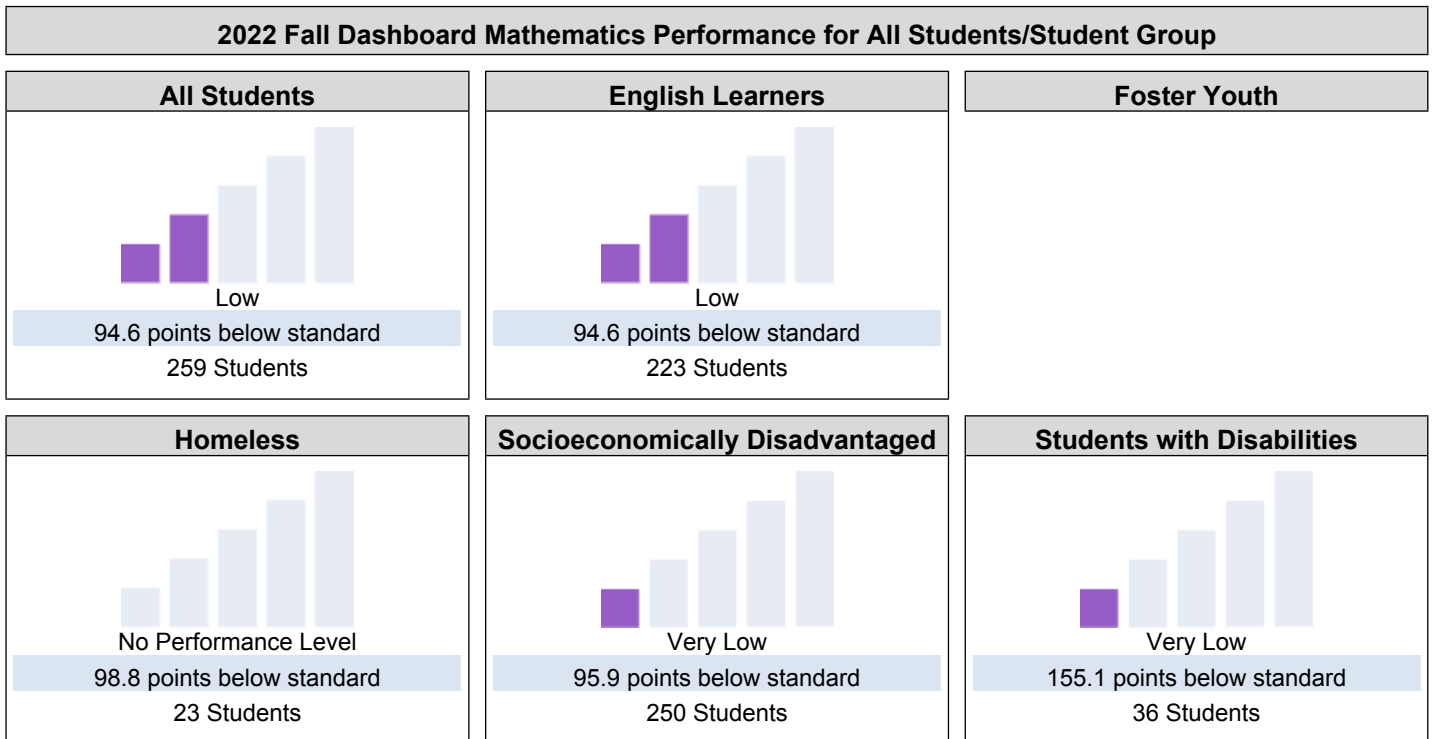 2022 Fall Dashboard Mathematics Performance for All Students/Student Group
All Students
Low
94.6 points below standard
259 Students
English Learners
Low
94.6 points below standard
223 Students
Foster Youth
Homeless
No Performance Level
98.8 points below standard
23 Students
Socioeconomically Disadvantaged
Very Low
95.9 points below standard
250 Students
Students with Disabilities
Very Low
155.1 points below standard
36 Students